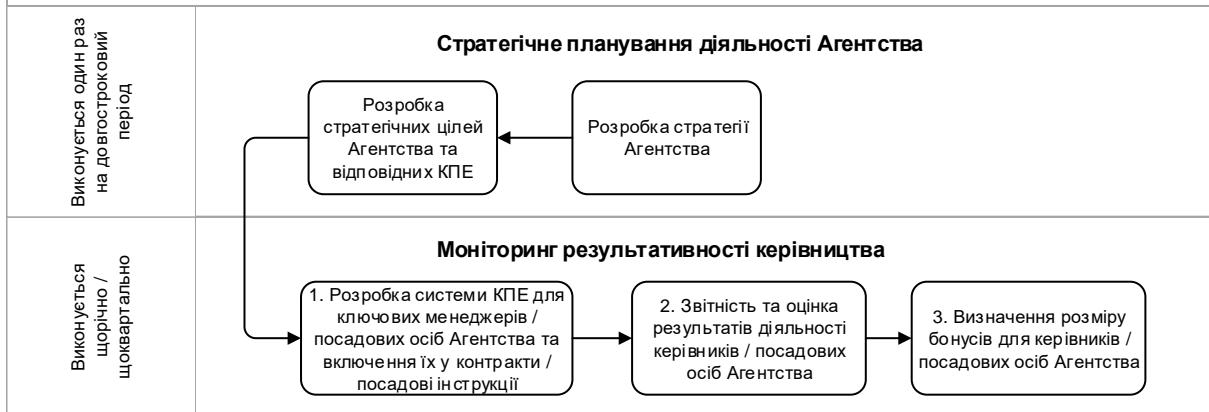 Виконується один раз
на довгостроковий
період
Стратегічне планування діяльності Агентства
Розробка
стратегічних цілей
Агентства та
відповідних КПЕ
Розробка стратегії
Агентства
Виконується
щорічно /
щоквартально
Моніторинг результативності керівництва
1. Розробка системи КПЕ для
ключових менеджерів /
посадових осіб Агентства та
включення їх у контракти /
посадові інструкції
2. Звітність та оцінка
результатів діяльності
керівників / посадових
осіб Агентства
3. Визначення розміру
бонусів для керівників /
посадових осіб Агентства